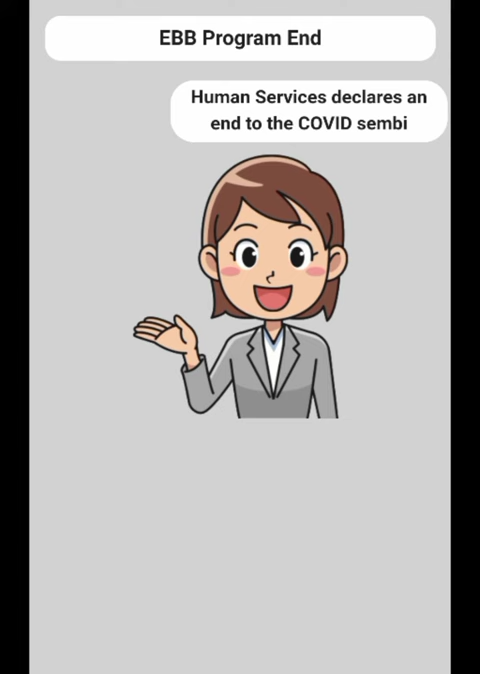 EBB Program End
Human Services declares an
end to the COVID sembi